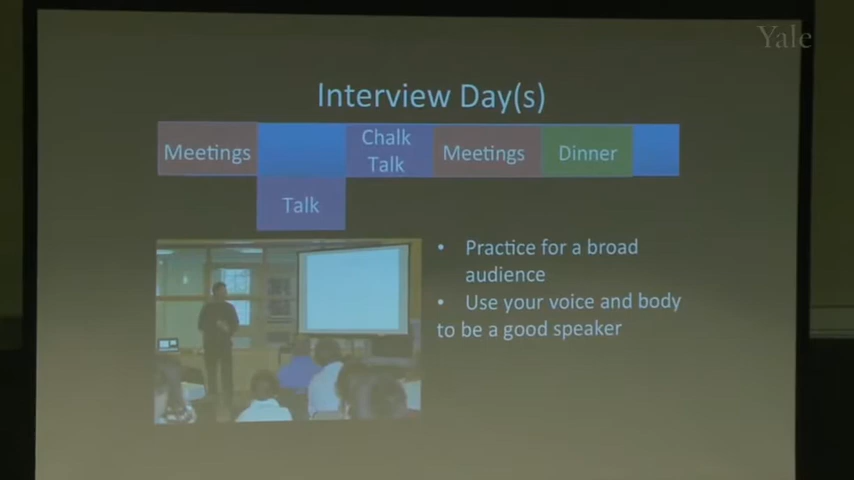 Yale
Interview Day(s)
Meetings
Chalk
Talk
Meetings
Dinner
Talk
• Practice for a broad
audience
• Use your voice and body
to be a good speaker